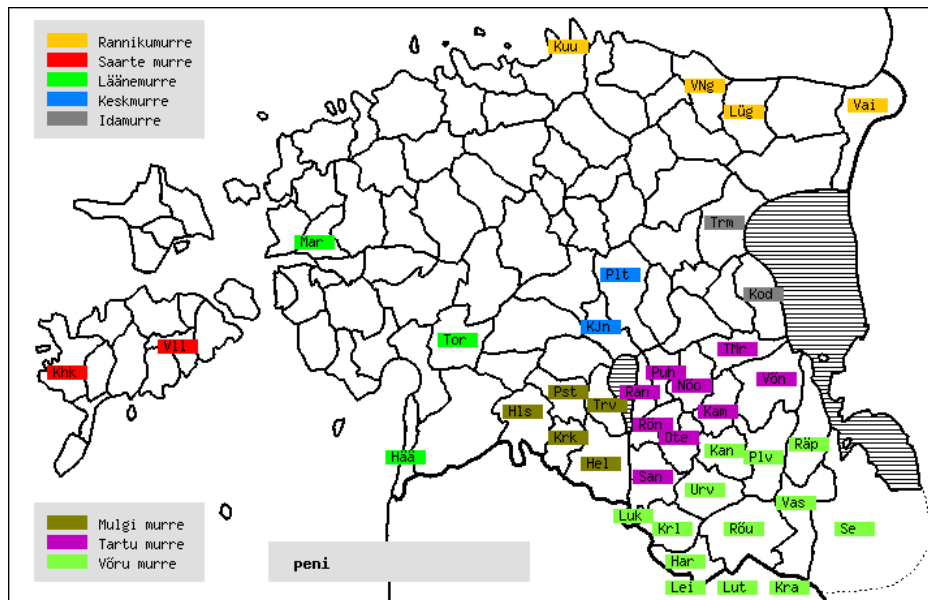 Rannikumurre
Saarte murre
Läänemurre
Keskmurre
Idamurre
Kuu
VNg
Lüg
Vai
Trm
Mar
Plt
Kod
KJn
Tor
Vll
Khk
TMr
Puh
Nõo
Võn
Ran
Pst
Trv
Hls
Kam
Rõn
Ote
Krk
Kan
Räp
Plv
Hää
Hel
San
Urv
Vas
Luk
Krl
Rõu
Se
Har
Lei
Lut
Kra
Mulgi murre
Tartu murre
Võru murre
peni